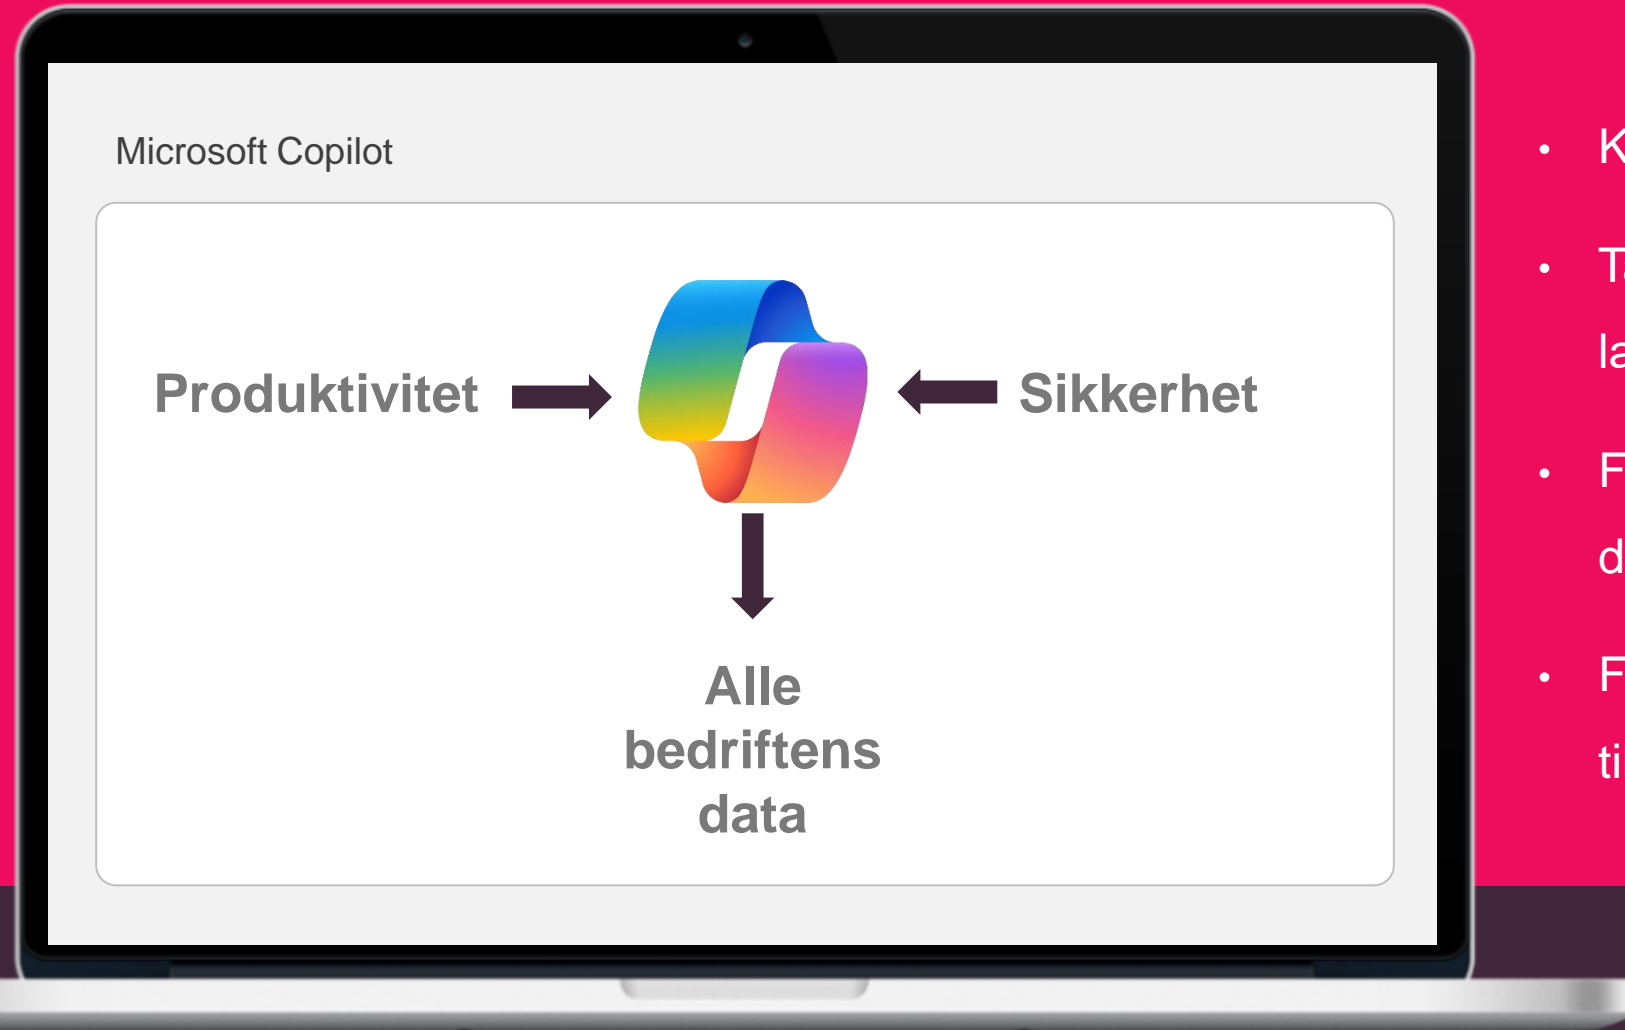 Microsoft Copilot
Produktivitet
Sikkerhet
Alle
bedriftens
data